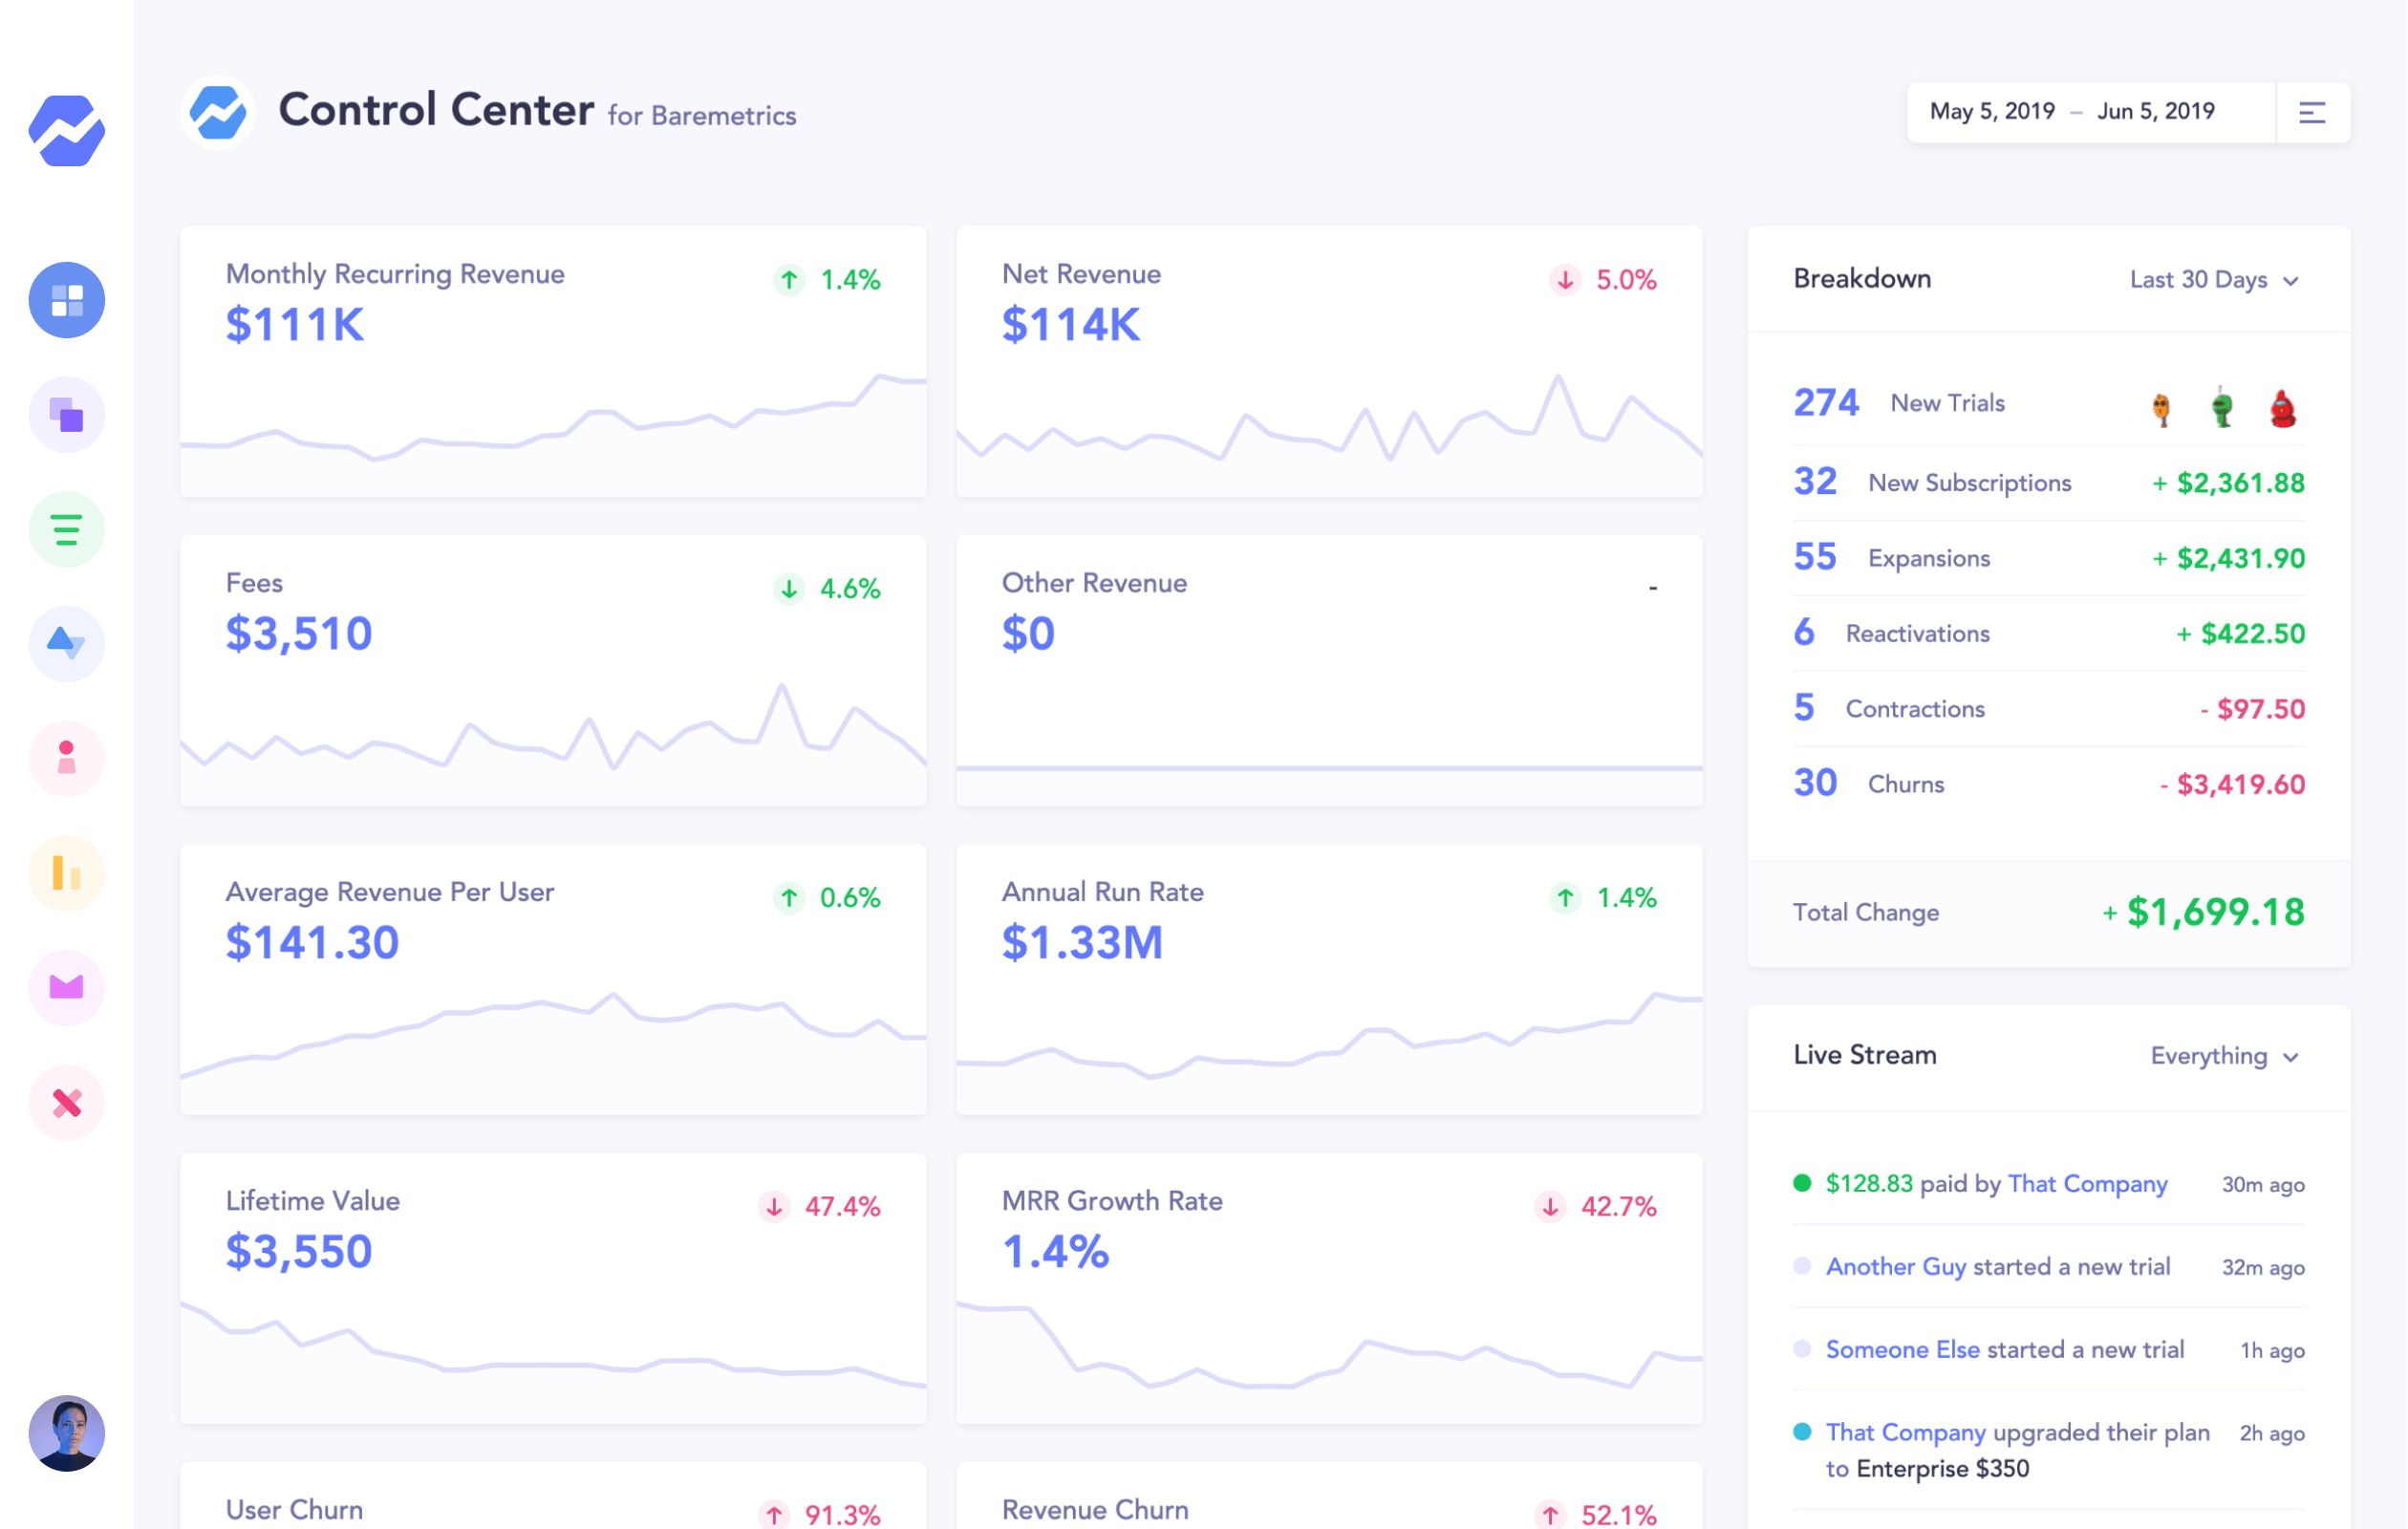 Control Center for Baremetrics
May 5, 2019 – Jun 5, 2019
Monthly Recurring Revenue
↑ 1.4%
$111K
Net Revenue
↓ 5.0%
$114K
Fees
↓ 4.6%
$3,510
Other Revenue
-
$0
Average Revenue Per User
↑ 0.6%
$141.30
Annual Run Rate
↑ 1.4%
$1.33M
Lifetime Value
↓ 47.4%
$3,550
MRR Growth Rate
↓ 42.7%
1.4%
User Churn
↑ 91.3%
Revenue Churn
↑ 52.1%
Breakdown
Last 30 Days
274 New Trials
32 New Subscriptions + $2,361.88
55 Expansions + $2,431.90
6 Reactivations + $422.50
5 Contractions - $97.50
30 Churns - $3,419.60
Total Change + $1,699.18
Live Stream
Everything
$128.83 paid by That Company 30m ago
Another Guy started a new trial 32m ago
Someone Else started a new trial 1h ago
That Company upgraded their plan 2h ago
to Enterprise $350